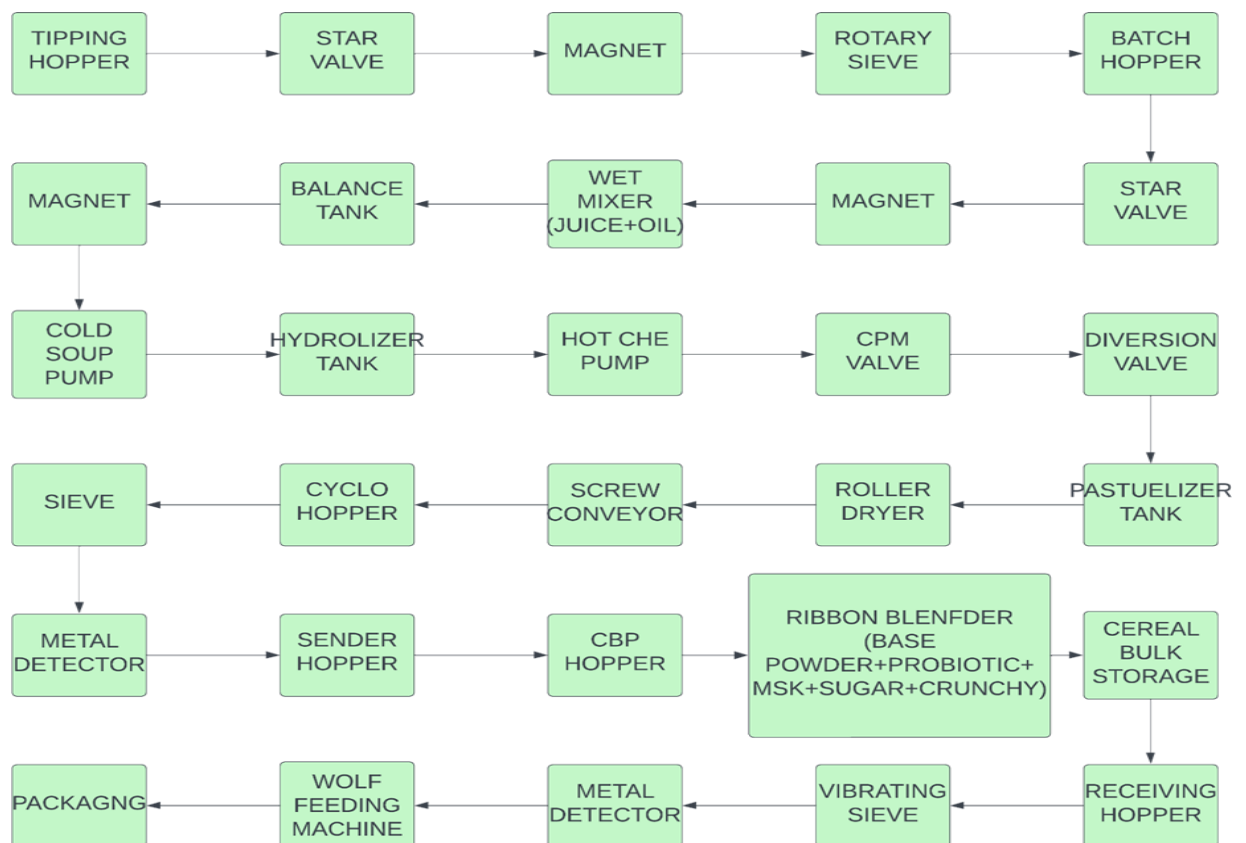 TIPPING
HOPPER
STAR
VALVE
MAGNET
ROTARY
SIEVE
BATCH
HOPPER
MAGNET
BALANCE
TANK
WET
MIXER
(JUICE+OIL)
MAGNET
STAR
VALVE
COLD
SOUP
PUMP
HYDROLIZER
TANK
HOT CHE
PUMP
CPM
VALVE
DIVERSION
VALVE
SIEVE
CYCLO
HOPPER
SCREW
CONVEYOR
ROLLER
DRYER
PASTUELIZER
TANK
METAL
DETECTOR
SENDER
HOPPER
CBP
HOPPER
RIBBON BLENFDER
(BASE
POWDER+PROBIOTIC+
MSK+SUGAR+CRUNCHY)
CEREAL
BULK
STORAGE
PACKAGNG
WOLF
FEEDING
MACHINE
METAL
DETECTOR
VIBRATING
SIEVE
RECEIVING
HOPPER